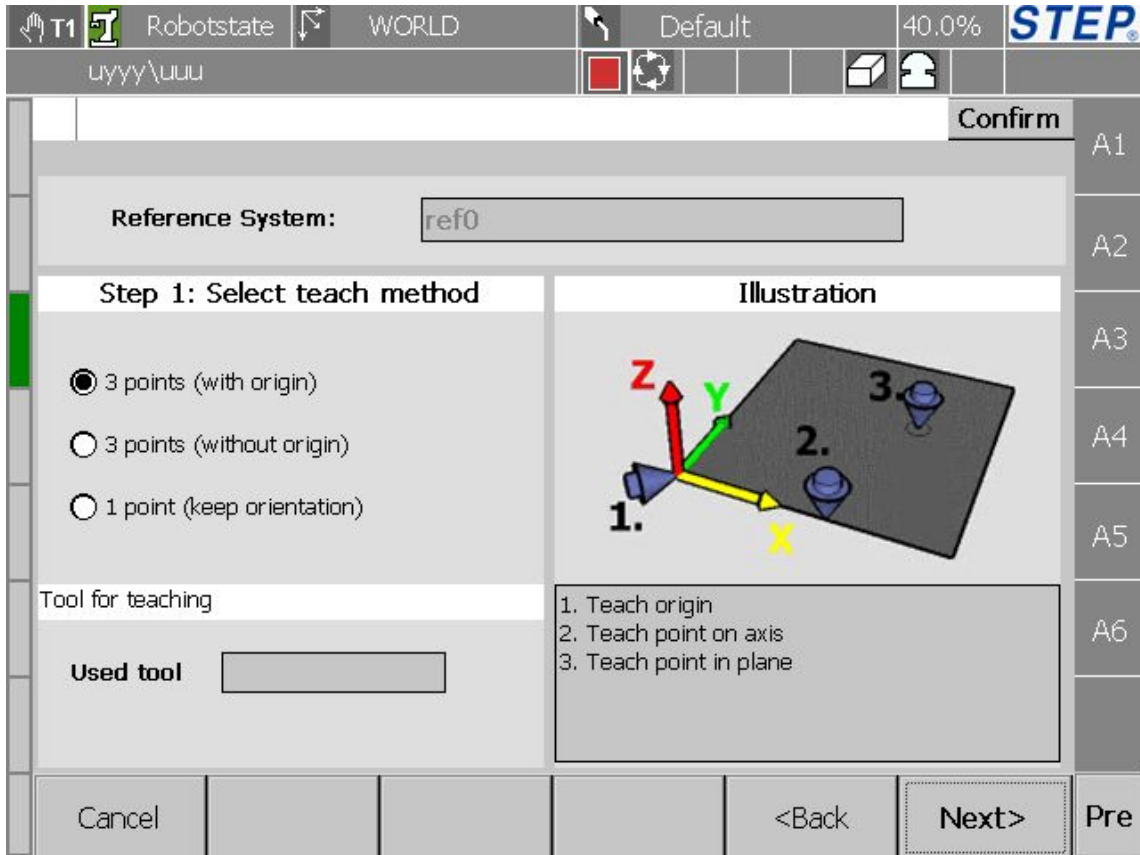 T1 Robotstate WORLD Default 40.0% STEP®
uyyy\uuu
Confirm
A1
Reference System: ref0
A2
Step 1: Select teach method
Illustration
A3
3 points (with origin)
3 points (without origin)
1 point (keep orientation)
Z
Y
X
1.
2.
3.
A4
A5
Tool for teaching
Used tool
1. Teach origin
2. Teach point on axis
3. Teach point in plane
A6
Cancel <Back Next> Pre